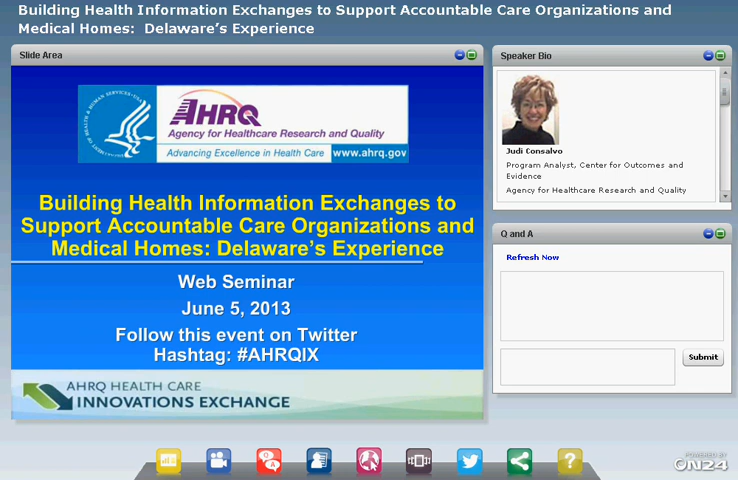 Building Health Information Exchanges to Support Accountable Care Organizations and
Medical Homes:  Delaware's Experience
Slide Area
AHRQ
Agency for Healthcare Research and Quality
Advancing Excellence in Health Care
www.ahrq.gov
Building Health Information Exchanges to
Support Accountable Care Organizations and
Medical Homes: Delaware's Experience
Web Seminar
June 5, 2013
Follow this event on Twitter
Hashtag: #AHRQIX
AHRQ HEALTH CARE
INNOVATIONS EXCHANGE
Speaker Bio
Judi Consalvo
Program Analyst, Center for Outcomes and
Evidence
Agency for Healthcare Research and Quality
Q and A
Refresh Now
Submit
Q
A
?
POWERED BY
ON24